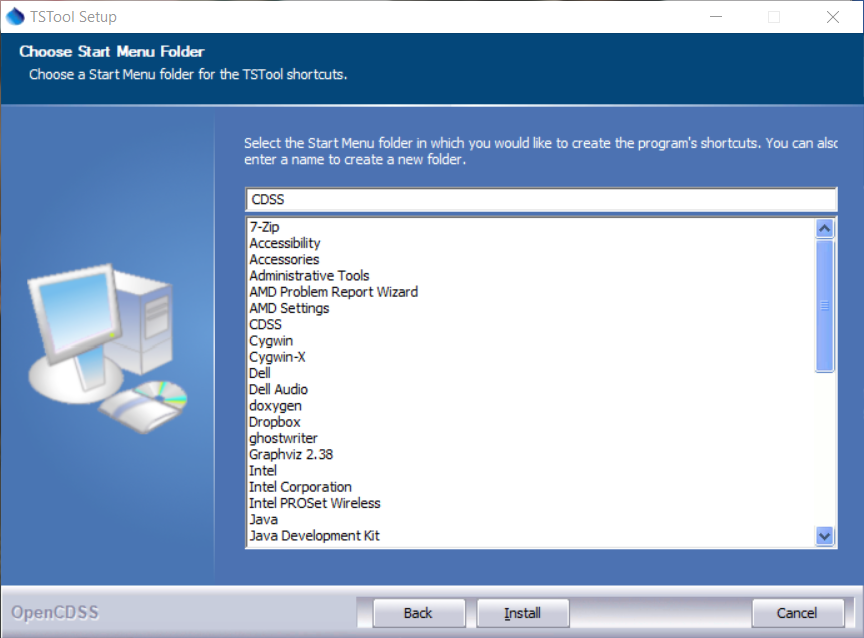 TSTool Setup
Choose Start Menu Folder
Choose a Start Menu folder for the TSTool shortcuts.
Select the Start Menu folder in which you would like to create the program's shortcuts. You can also
enter a name to create a new folder.
CDSS
7-Zip
Accessibility
Accessories
Administrative Tools
AMD Problem Report Wizard
AMD Settings
CDSS
Cygwin
Cygwin-X
Dell
Dell Audio
doxygen
Dropbox
ghostwriter
Graphviz 2.38
Intel
Intel Corporation
Intel PROSet Wireless
Java
Java Development Kit
OpenCDSS
Back
Install
Cancel